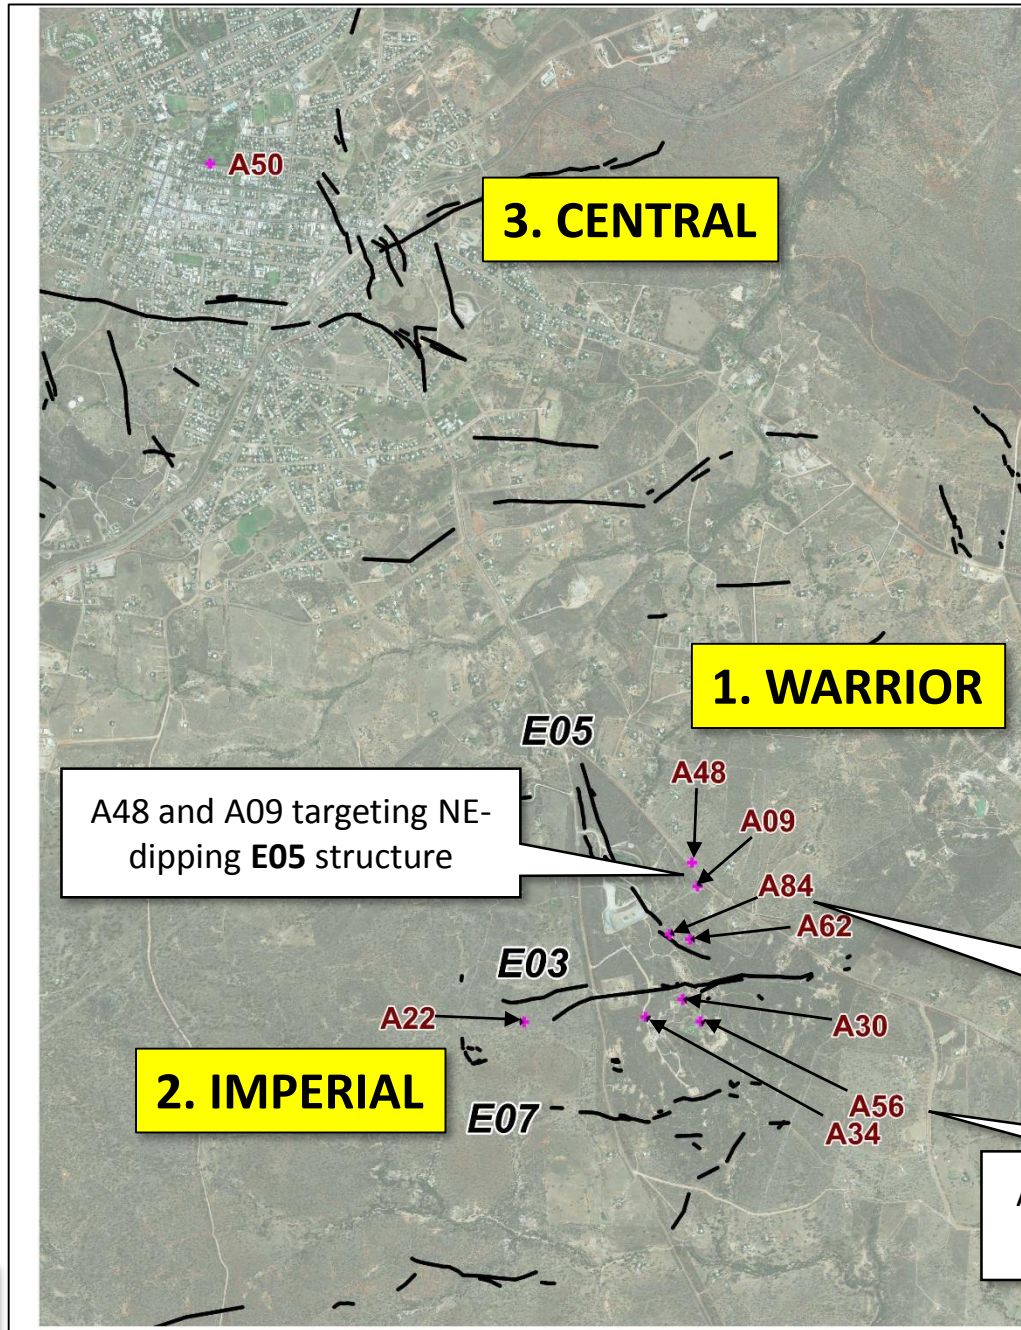 A50
3. CENTRAL
1. WARRIOR
E05
A48
A48 and A09 targeting NE-
dipping E05 structure
A09
A84
A62
E03
A22
A30
2. IMPERIAL
E07
A56
A34
A